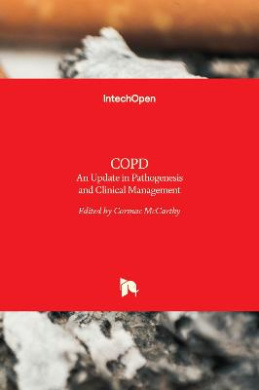 IntechOpen
COPD
An Update in Pathogenesis
and Clinical Management
Edited by Cormac McCarthy